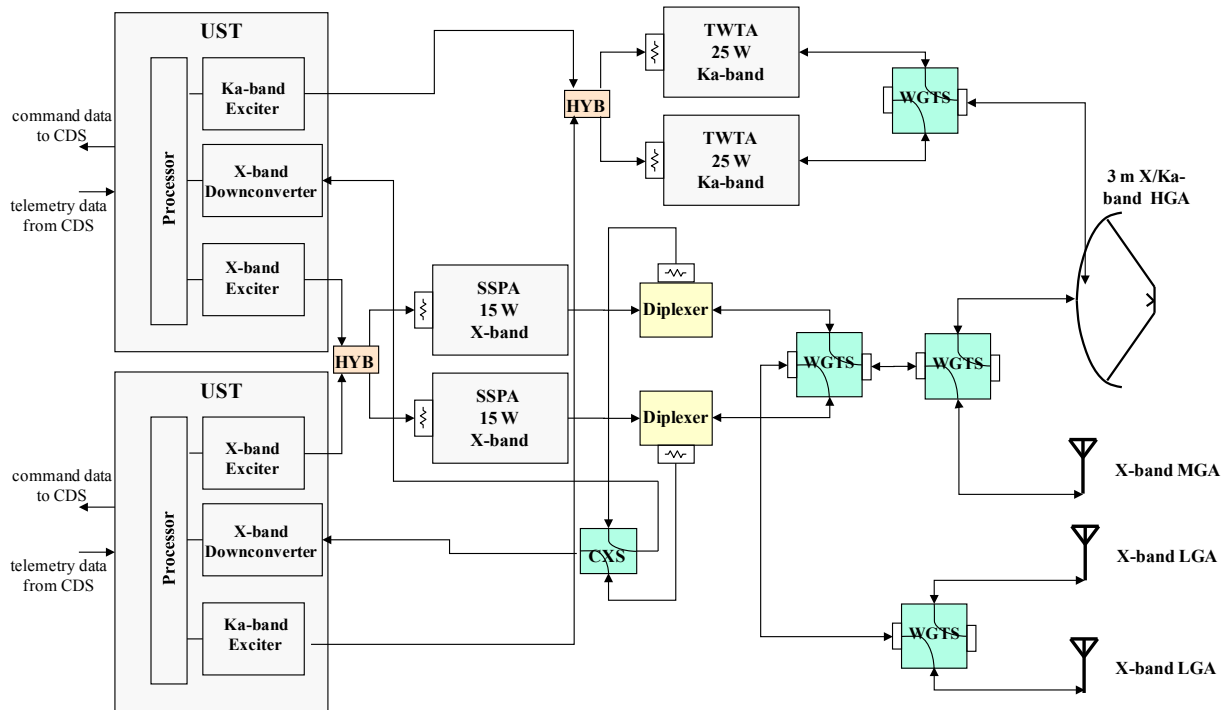 UST
Ka-band
Exciter
X-band
Downconverter
X-band
Exciter
Processor
command data
to CDS
telemetry data
from CDS
HYB
TWTA
25 W
Ka-band
TWTA
25 W
Ka-band
WGTS
3 m X/Ka-
band HGA
HYB
SSPA
15 W
X-band
SSPA
15 W
X-band
Diplexer
Diplexer
WGTS
WGTS
UST
X-band
Exciter
X-band
Downconverter
Ka-band
Exciter
Processor
command data
to CDS
telemetry data
from CDS
CXS
WGTS
X-band MGA
X-band LGA
X-band LGA